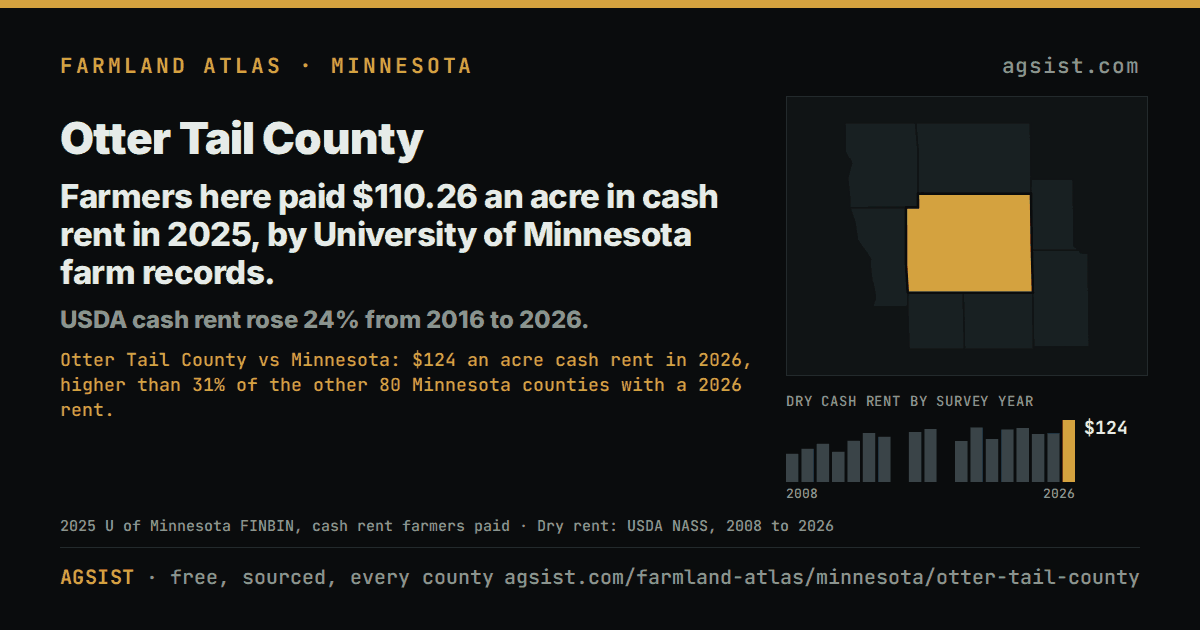 FARMLAND ATLAS · MINNESOTA
agsist.com
Otter Tail County
Farmers here paid $110.26 an acre in cash
rent in 2025, by University of Minnesota
farm records.
USDA cash rent rose 24% from 2016 to 2026.
Otter Tail County vs Minnesota: $124 an acre cash rent in 2026,
higher than 31% of the other 80 Minnesota counties with a 2026
rent.
DRY CASH RENT BY SURVEY YEAR
$124
2008
2026
2025 U of Minnesota FINBIN, cash rent farmers paid · Dry rent: USDA NASS, 2008 to 2026
AGSIST · free, sourced, every county
agsist.com/farmland-atlas/minnesota/otter-tail-county